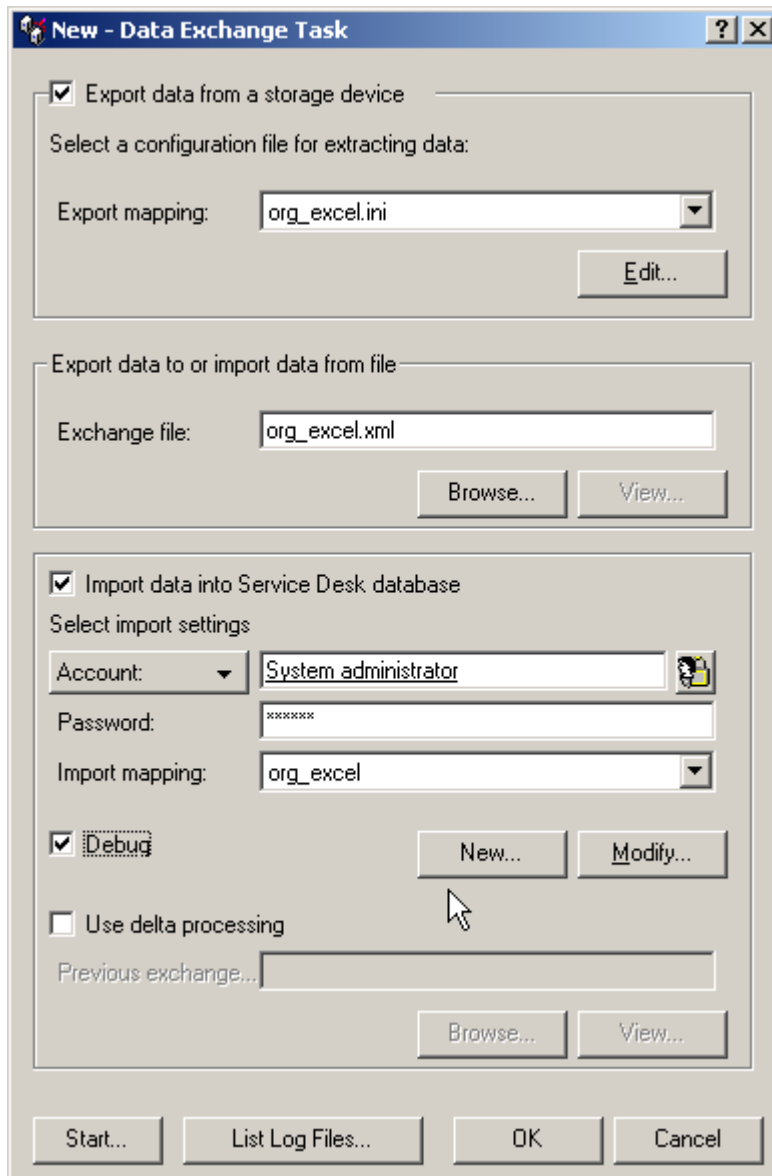 New - Data Exchange Task
Export data from a storage device
Select a configuration file for extracting data:
Export mapping: org_excel.ini
Edit...
Export data to or import data from file
Exchange file: org_excel.xml
Browse... View...
Import data into Service Desk database
Select import settings
Account: System administrator
Password: ******
Import mapping: org_excel
Debug New... Modify...
Use delta processing
Previous exchange...
Browse... View...
Start... List Log Files... OK Cancel